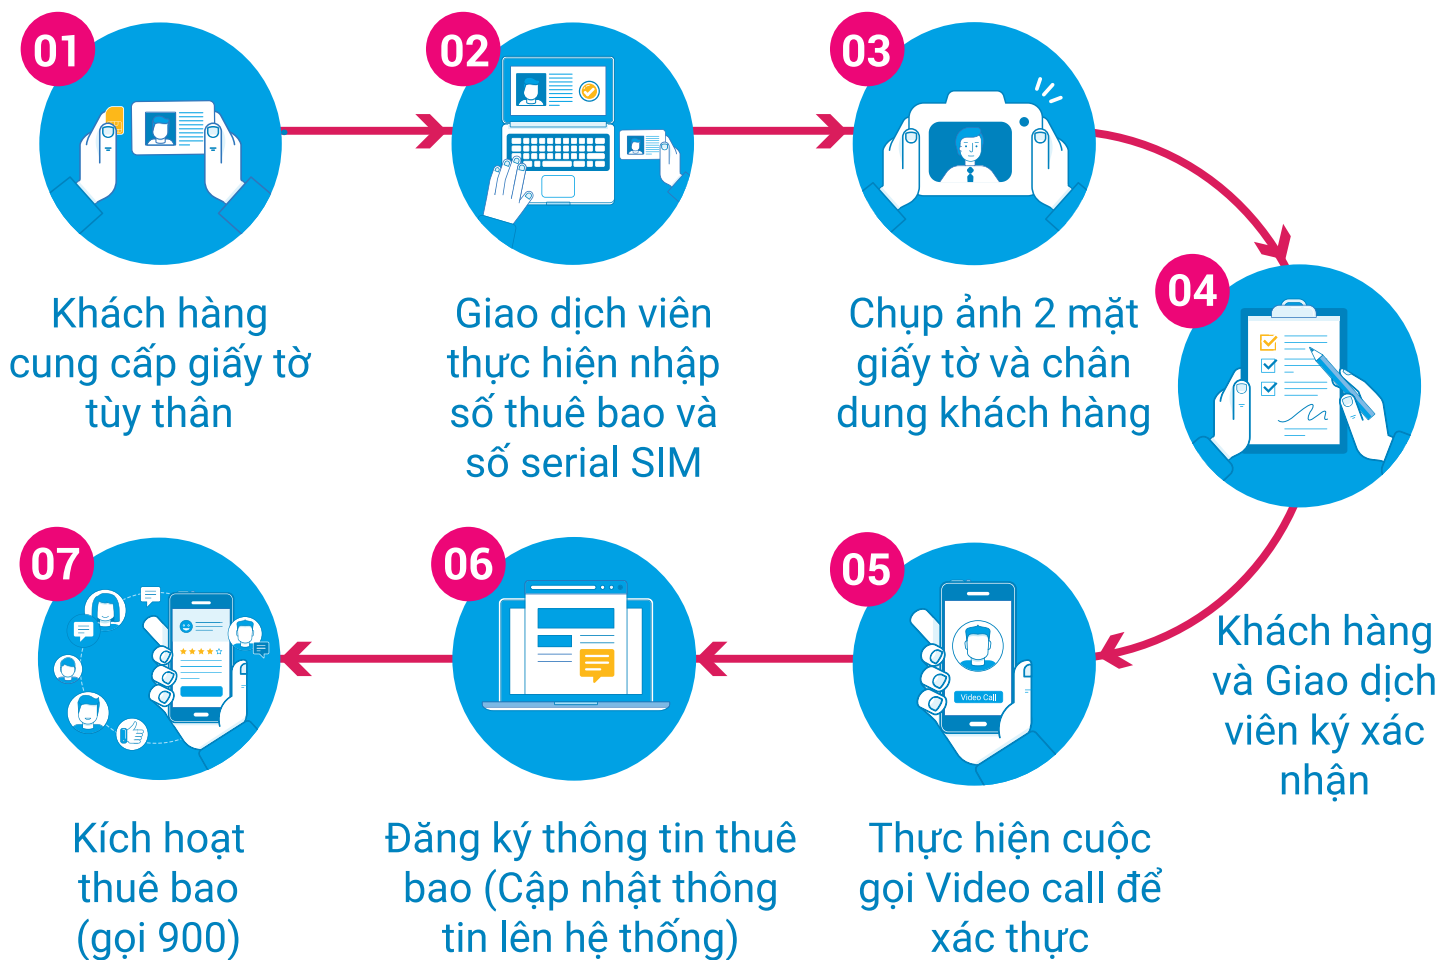 01
Khách hàng
cung cấp giấy tờ
tùy thân
02
Giao dịch viên
thực hiện nhập
số thuê bao và
số serial SIM
03
Chụp ảnh 2 mặt
giấy tờ và chân
dung khách hàng
04
Khách hàng
và Giao dịch
viên ký xác
nhận
05
Video Call
Thực hiện cuộc
gọi Video call để
xác thực
06
Đăng ký thông tin thuê
bao (Cập nhật thông
tin lên hệ thống)
07
Kích hoạt
thuê bao
(gọi 900)